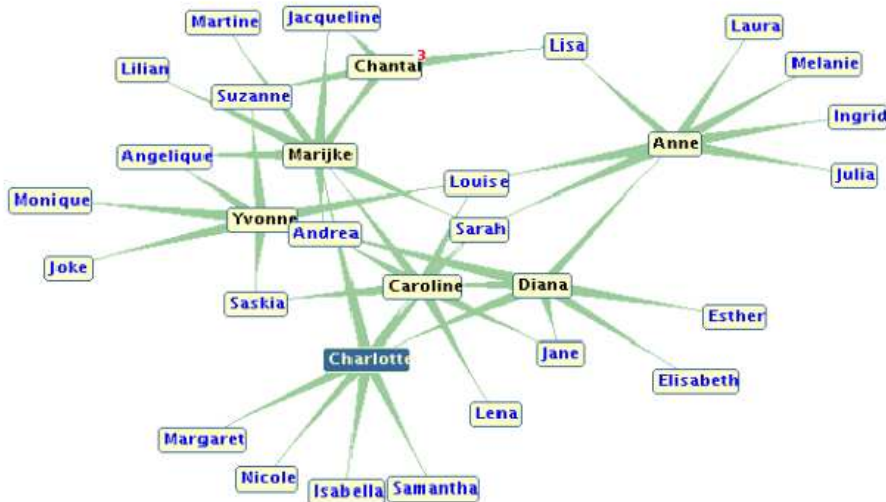 Martine
Jacqueline
Laura
3
Lisa
Chantal
Melanie
Lilian
Suzanne
Ingrid
Anne
Angelique
Marijke
Julia
Louise
Monique
Yvonne
Andrea
Sarah
Joke
Caroline
Diana
Saskia
Esther
Charlotte
Jane
Elisabeth
Lena
Margaret
Nicole
Isabella
Samantha